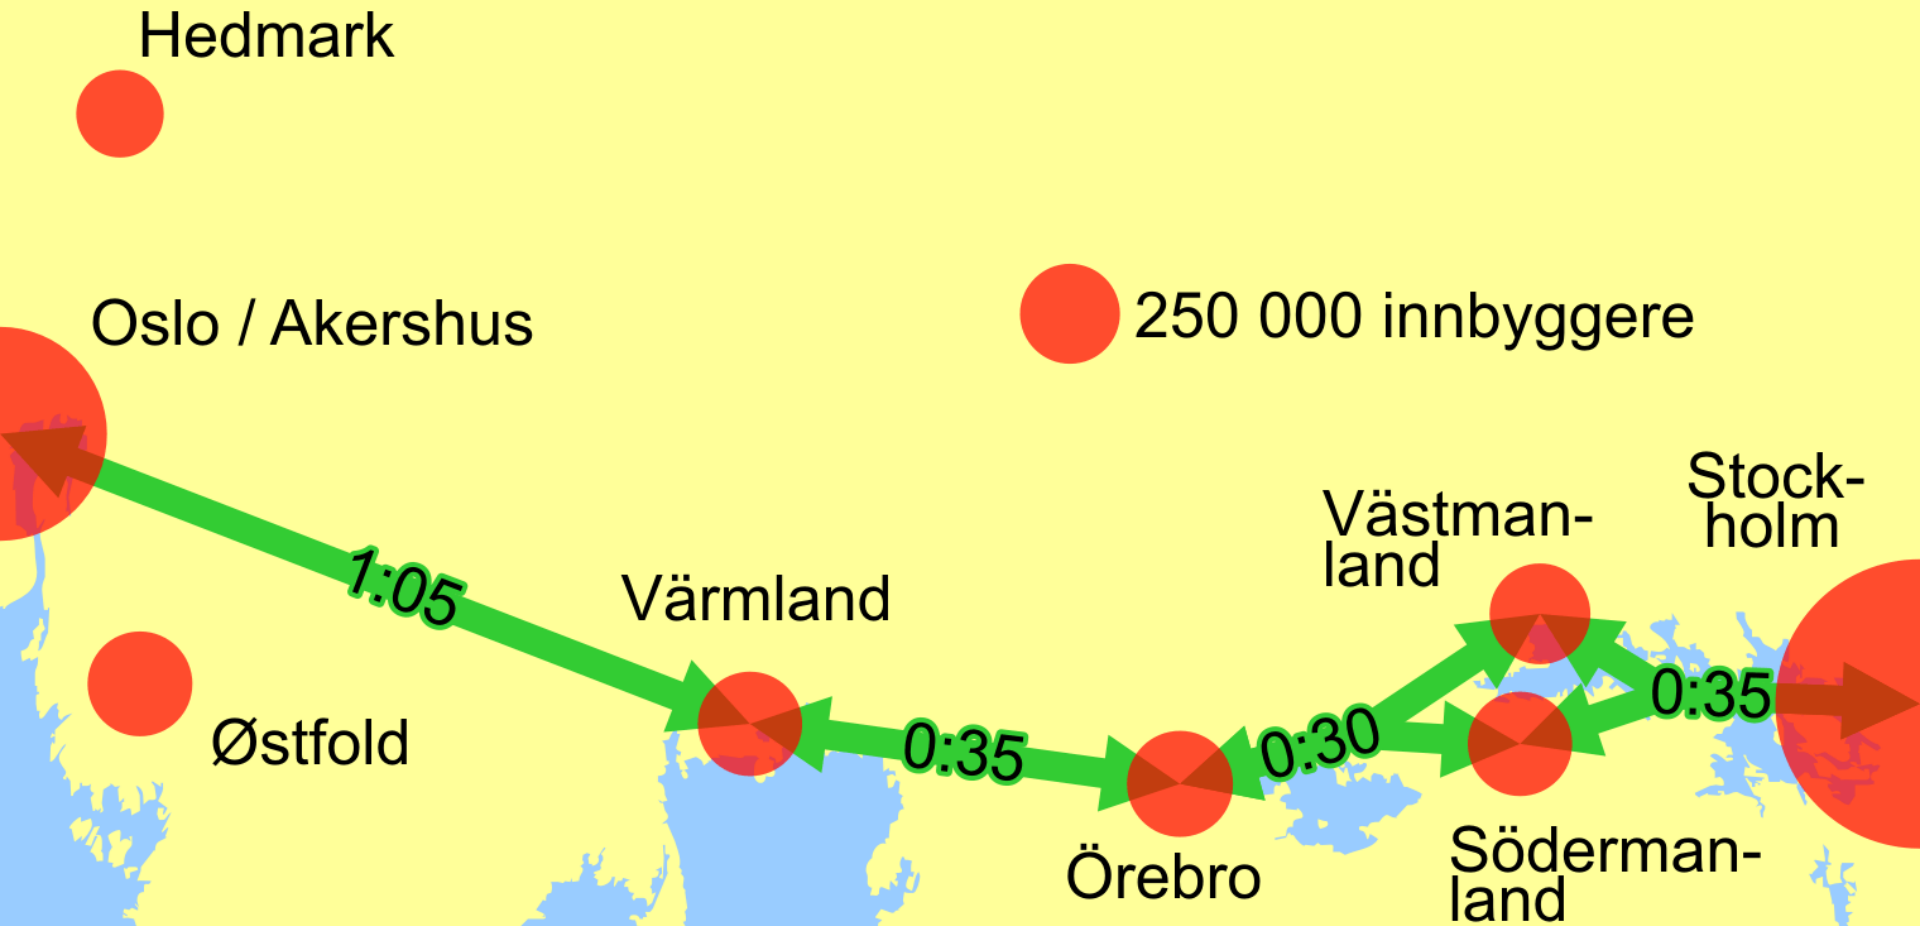 Hedmark
Oslo / Akershus
250 000 innbyggere
Stock-
holm
Västman-
land
1:05
Värmland
0:35
Østfold
0:35
0:30
Örebro
Söderman-
land